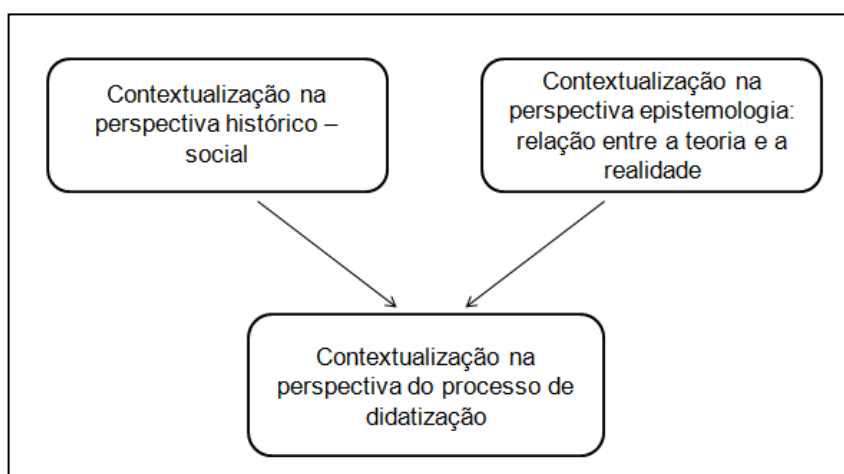 Contextualização na
perspectiva histórico –
social
Contextualização na
perspectiva epistemologia:
relação entre a teoria e a
realidade
Contextualização na
perspectiva do processo de
didatização